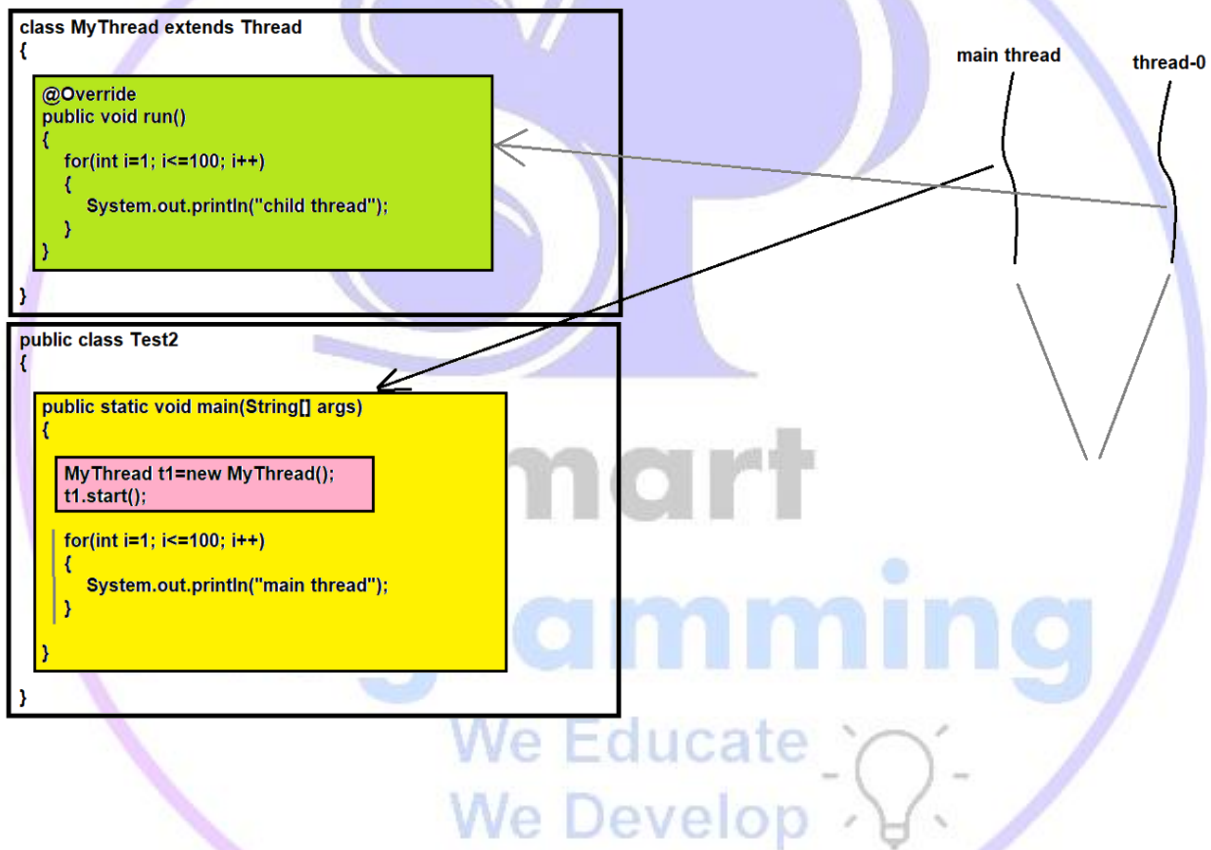 class MyThread extends Thread
{
@Override
public void run()
{
for(int i=1; i<=100; i++)
{
System.out.println("child thread");
}
}
}
public class Test2
{
public static void main(String[] args)
{
MyThread t1=new MyThread();
t1.start();
for(int i=1; i<=100; i++)
{
System.out.println("main thread");
}
}
}
main thread
thread-0
mart
gramming
We Educate
We Develop